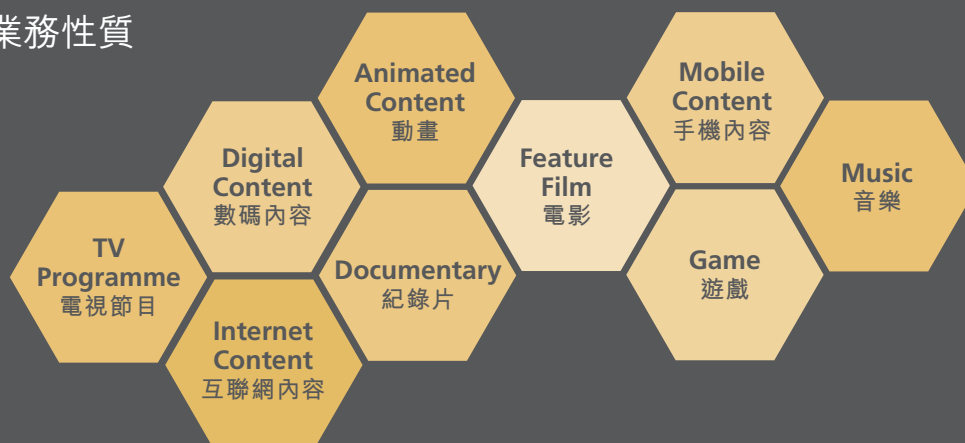 業務性質
Animated
Content
動畫
Mobile
Content
手機內容
Digital
Content
數碼內容
Feature
Film
電影
Music
音樂
TV
Programme
電視節目
Documentary
紀錄片
Game
遊戲
Internet
Content
互聯網內容